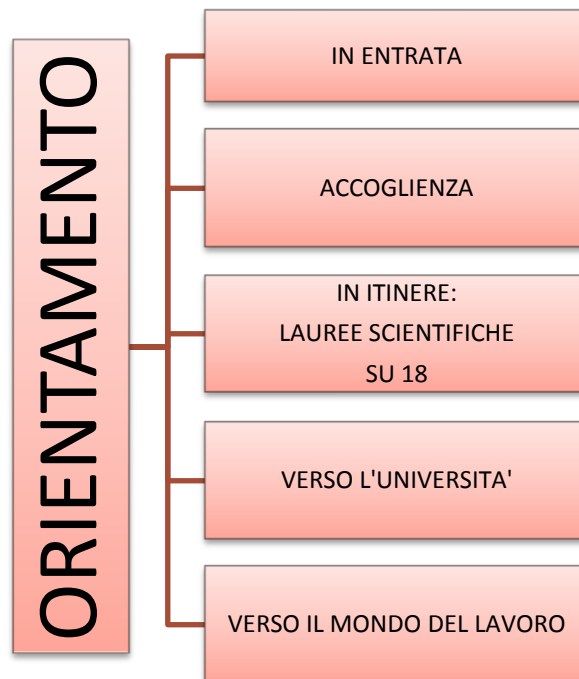 ORIENTAMENTO
IN ENTRATA
ACCOGLIENZA
IN ITINERE:
LAUREE SCIENTIFICHE
SU 18
VERSO L'UNIVERSITA'
VERSO IL MONDO DEL LAVORO